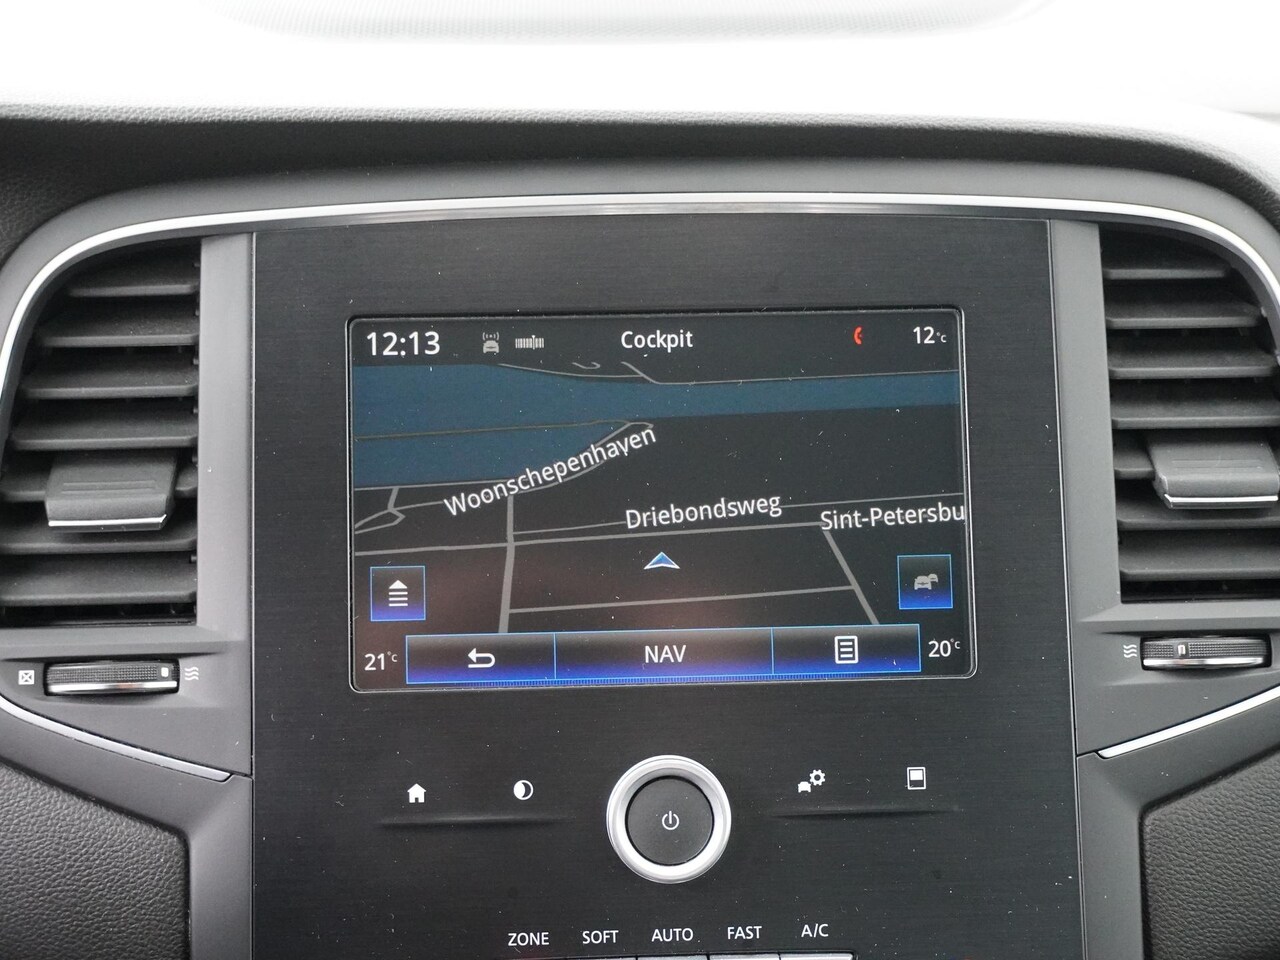 12:13 Cockpit 12°c
Woonschepenhaven
Driebondsweg
Sint-Petersbu
21°c NAV 20°c
ZONE SOFT AUTO FAST A/C